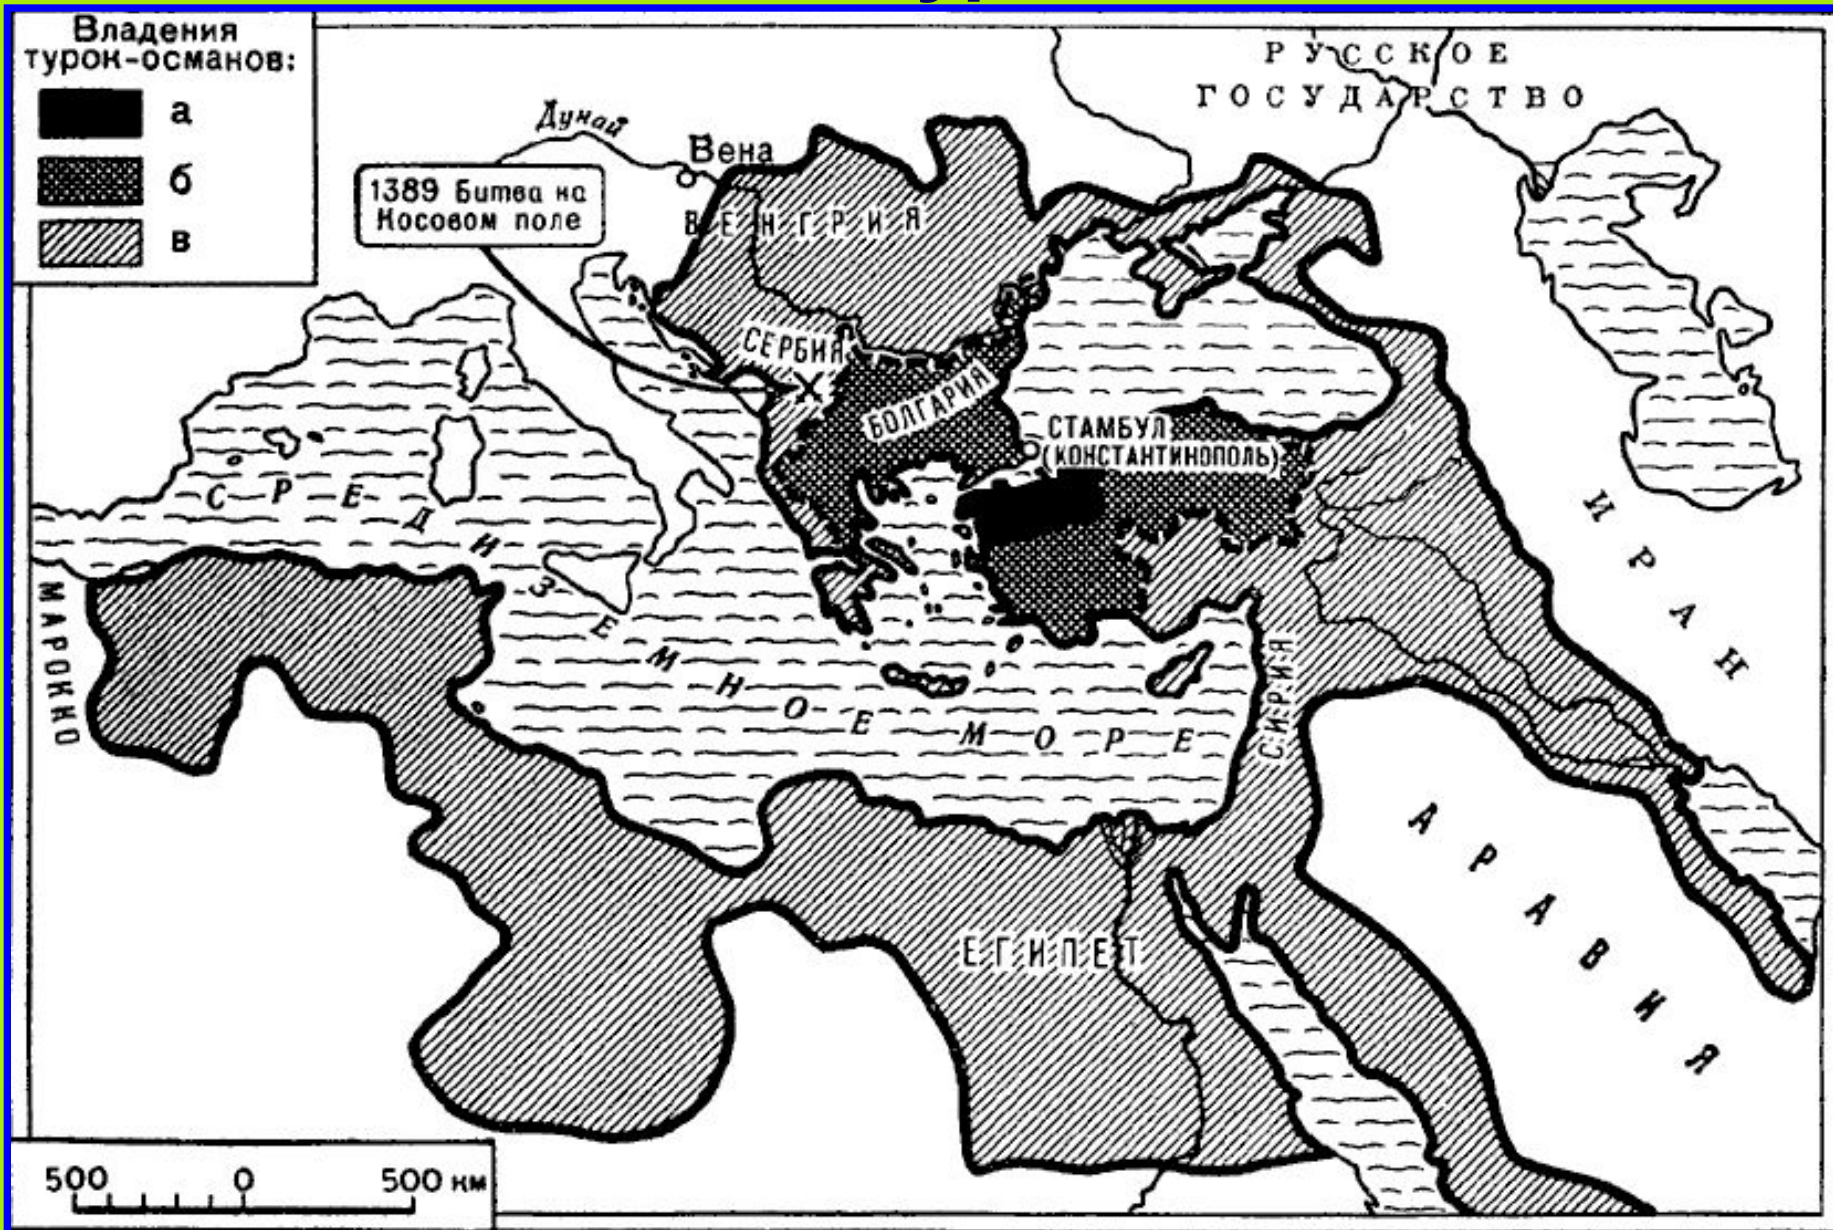 Владения
турок-османов:
а
б
в
РУССКОЕ
ГОСУДАРСТВО
Дунай
Вена
1389 Битва на
Косовом поле
ВЕНГРИЯ
СЕРБИЯ
БОЛГАРИЯ
СТАМБУЛ
(КОНСТАНТИНОПОЛЬ)
СРЕДИЗЕМНОЕ МОРЕ
МАРОККО
ИРАН
СИРИЯ
АРАВИЯ
ЕГИПЕТ
500 0 500 км